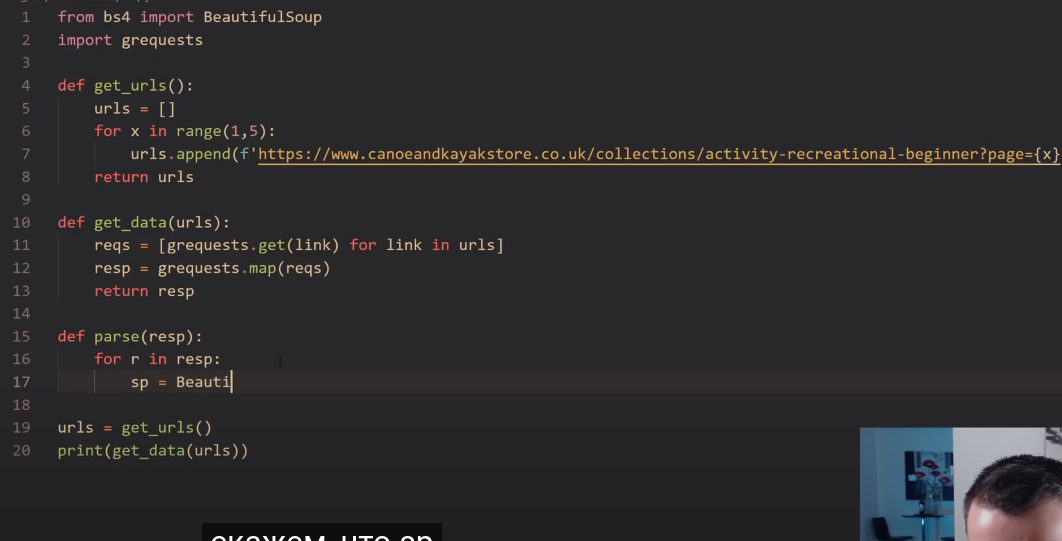 1 from bs4 import BeautifulSoup
2 import grequests
3
4 def get_urls():
5 urls = []
6 for x in range(1,5):
7 urls.append(f'https://www.canoeandkayakstore.co.uk/collections/activity-recreational-beginner?page={x}
8 return urls
9
10 def get_data(urls):
11 reqs = [grequests.get(link) for link in urls]
12 resp = grequests.map(reqs)
13 return resp
14
15 def parse(resp):
16 for r in resp:
17 sp = Beauti
18
19 urls = get_urls()
20 print(get_data(urls))
скажем, что sp